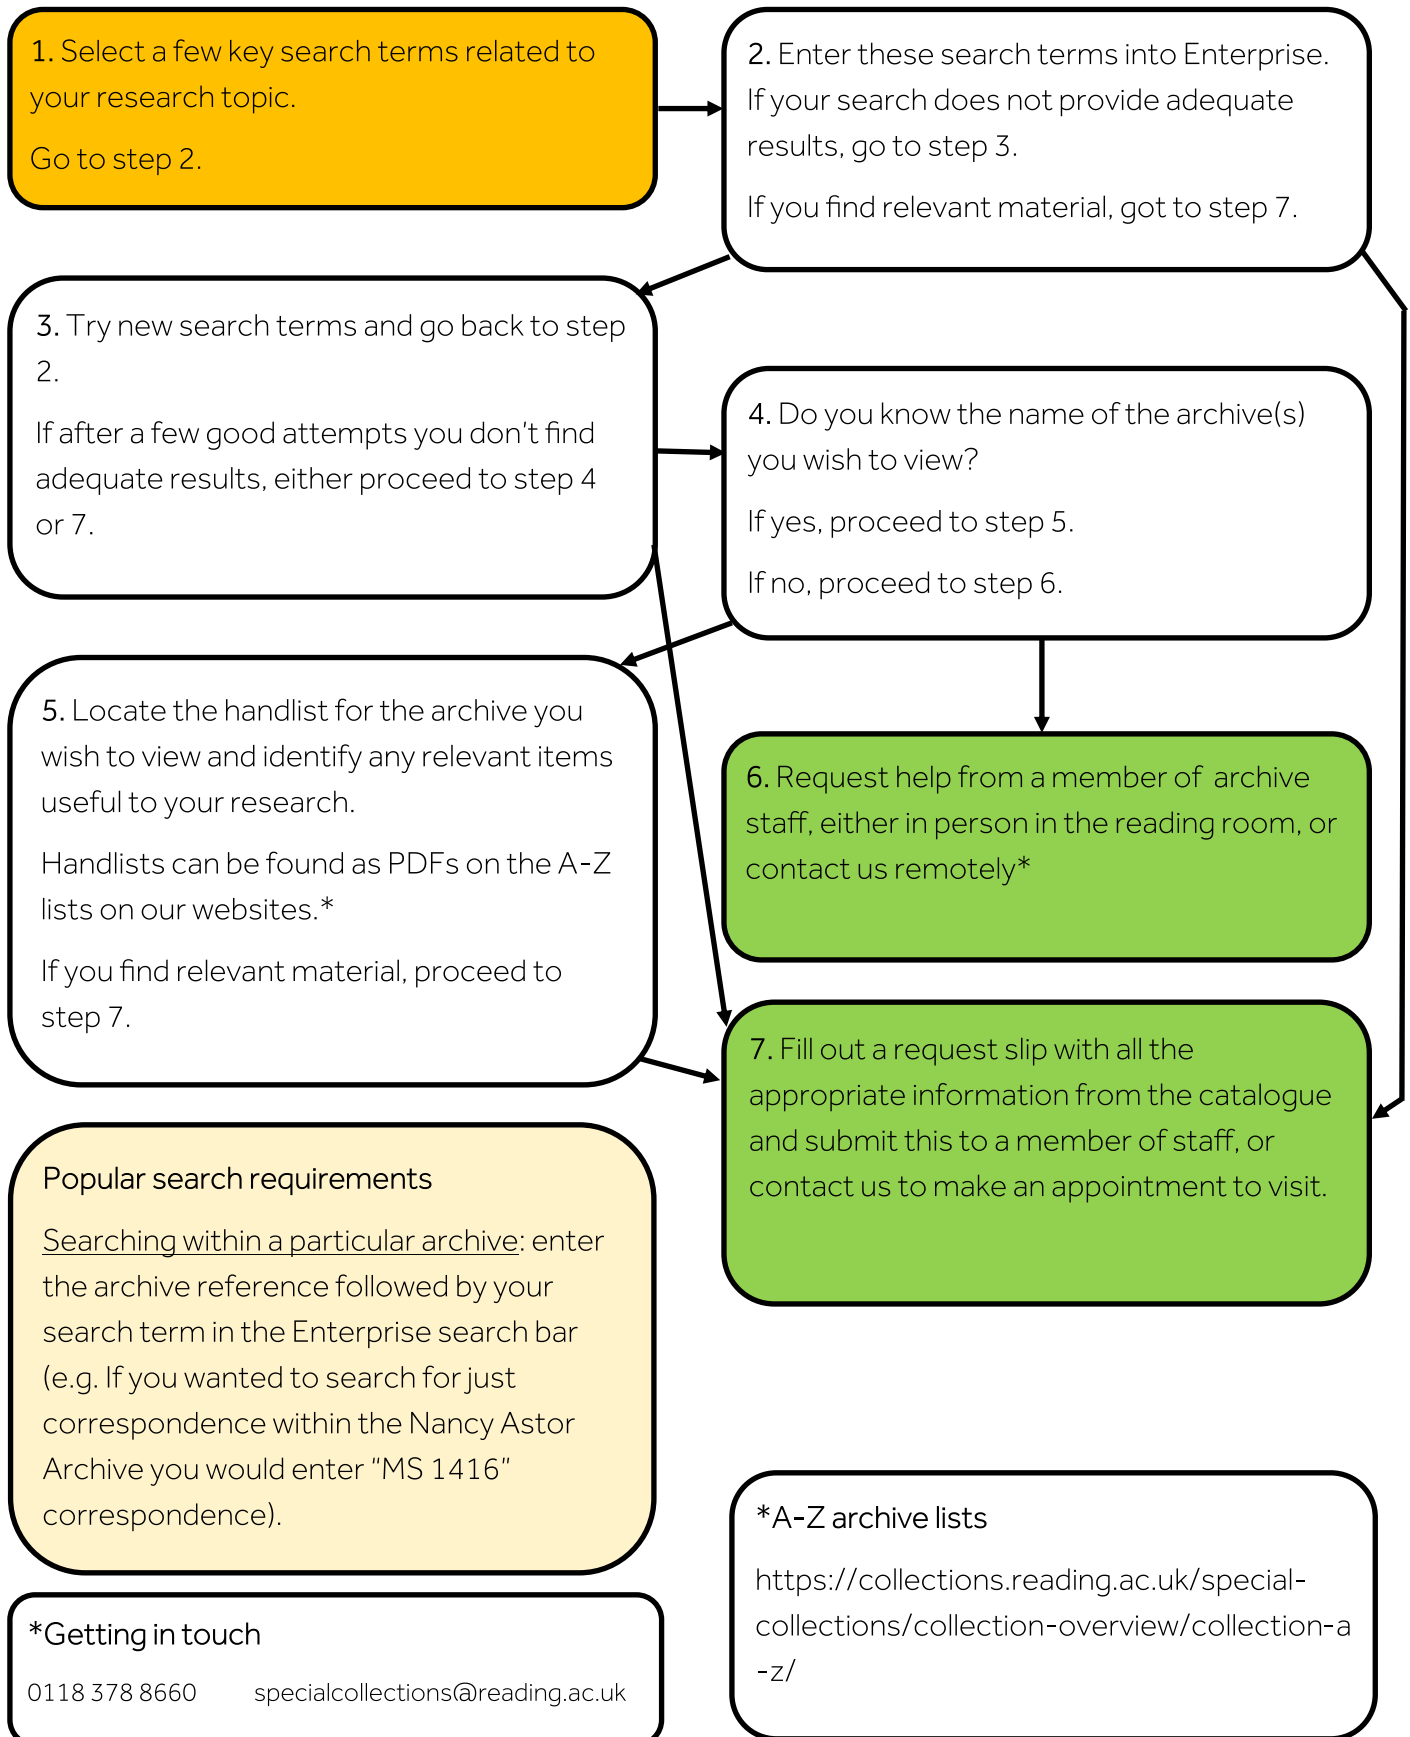 1. Select a few key search terms related to
your research topic.
Go to step 2.
2. Enter these search terms into Enterprise.
If your search does not provide adequate
results, go to step 3.
If you find relevant material, got to step 7.
3. Try new search terms and go back to step
2.
If after a few good attempts you don't find
adequate results, either proceed to step 4
or 7.
4. Do you know the name of the archive(s)
you wish to view?
If yes, proceed to step 5.
If no, proceed to step 6.
5. Locate the handlist for the archive you
wish to view and identify any relevant items
useful to your research.
Handlists can be found as PDFs on the A-Z
lists on our websites.*
If you find relevant material, proceed to
step 7.
6. Request help from a member of archive
staff, either in person in the reading room, or
contact us remotely*
7. Fill out a request slip with all the
appropriate information from the catalogue
and submit this to a member of staff, or
contact us to make an appointment to visit.
Popular search requirements
Searching within a particular archive: enter
the archive reference followed by your
search term in the Enterprise search bar
(e.g. If you wanted to search for just
correspondence within the Nancy Astor
Archive you would enter "MS 1416"
correspondence).
*A-Z archive lists
https://collections.reading.ac.uk/special-
collections/collection-overview/collection-a
-z/
*Getting in touch
0118 378 8660 specialcollections@reading.ac.uk